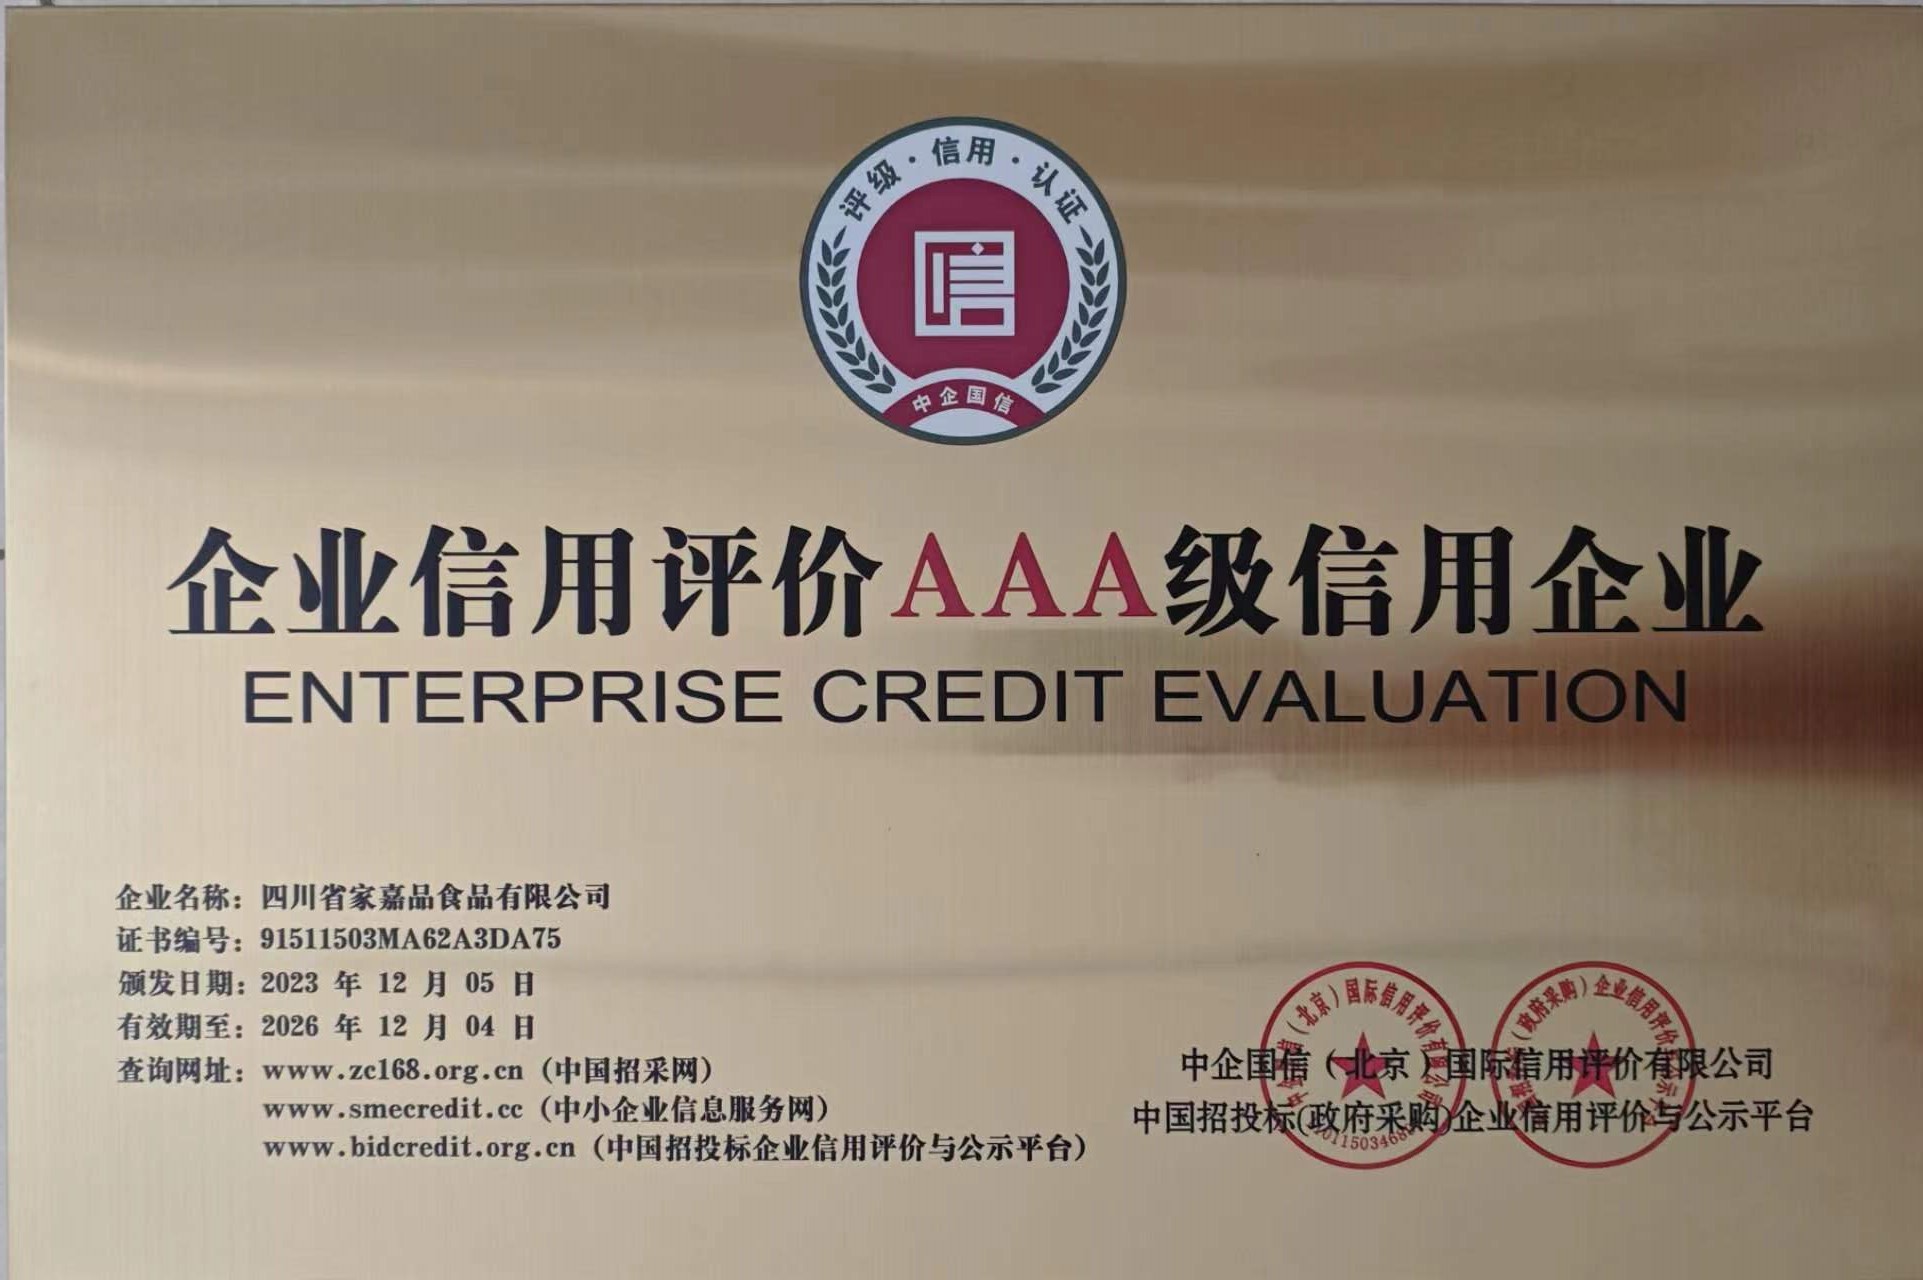 评级·信用·认证
信
中企国信
企业信用评价AAA级信用企业
ENTERPRISE CREDIT EVALUATION
企业名称：四川省家嘉品食品有限公司
证书编号：91511503MA62A3DA75
颁发日期：2023 年 12 月 05 日
有效期至：2026 年 12 月 04 日
查询网址：www.zc168.org.cn（中国招采网）
www.smecredit.cc（中小企业信息服务网）
www.bidcredit.org.cn（中国招投标企业信用评价与公示平台）
中企国信（北京）国际信用评价有限公司
中国招投标(政府采购)企业信用评价与公示平台